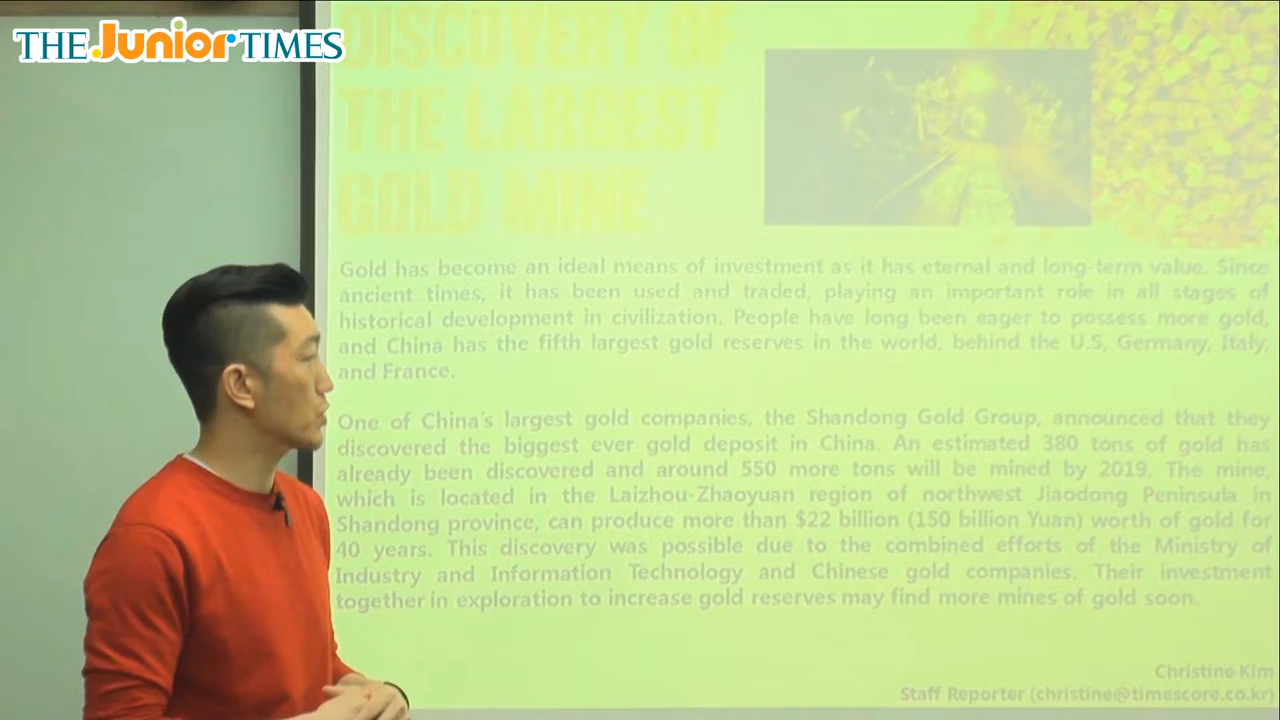 THE Junior TIMES
DISCOVERY OF
THE LARGEST
GOLD MINE
Gold has become an ideal means of investment as it has eternal and long-term value. Since
ancient times, it has been used and traded, playing an important role in all stages of
historical development in civilization. People have long been eager to possess more gold,
and China has the fifth largest gold reserves in the world, behind the U.S, Germany, Italy,
and France.
One of China's largest gold companies, the Shandong Gold Group, announced that they
discovered the biggest ever gold deposit in China. An estimated 380 tons of gold has
already been discovered and around 550 more tons will be mined by 2019. The mine,
which is located in the Laizhou-Zhaoyuan region of northwest Jiaodong Peninsula in
Shandong province, can produce more than $22 billion (150 billion Yuan) worth of gold for
40 years. This discovery was possible due to the combined efforts of the Ministry of
Industry and Information Technology and Chinese gold companies. Their investment
together in exploration to increase gold reserves may find more mines of gold soon.
Christine Kim
Staff Reporter (christine@timescore.co.kr)